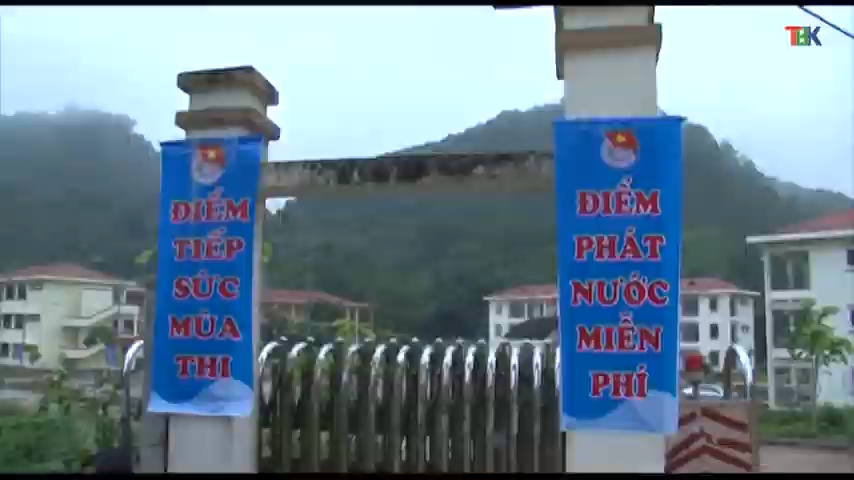 TBK
ĐIỂM
TIẾP
SỨC
MÙA
THI
ĐIỂM
PHÁT
NƯỚC
MIỄN
PHÍ